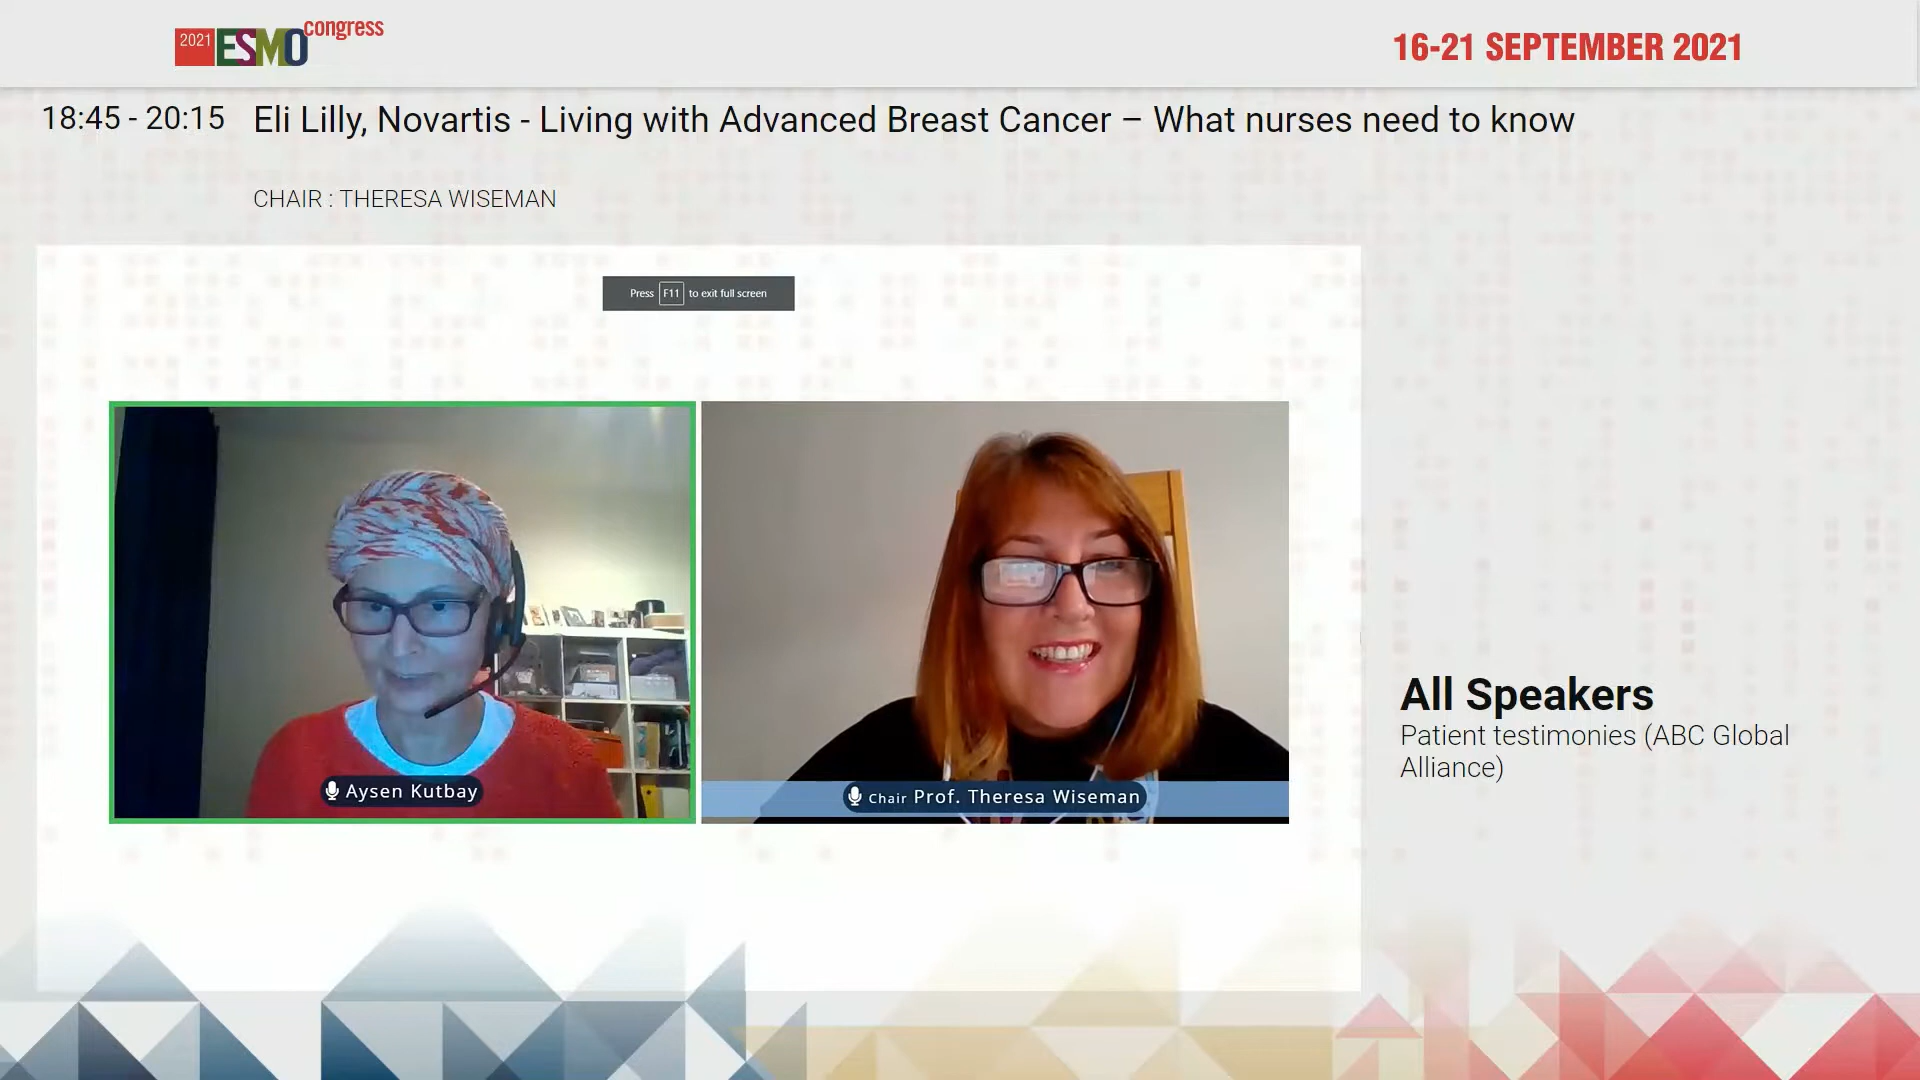 2021 ESMO congress
16-21 SEPTEMBER 2021
18:45 - 20:15 Eli Lilly, Novartis - Living with Advanced Breast Cancer – What nurses need to know
CHAIR : THERESA WISEMAN
Press F11 to exit full screen
Aysen Kutbay
Chair Prof. Theresa Wiseman
All Speakers
Patient testimonies (ABC Global
Alliance)